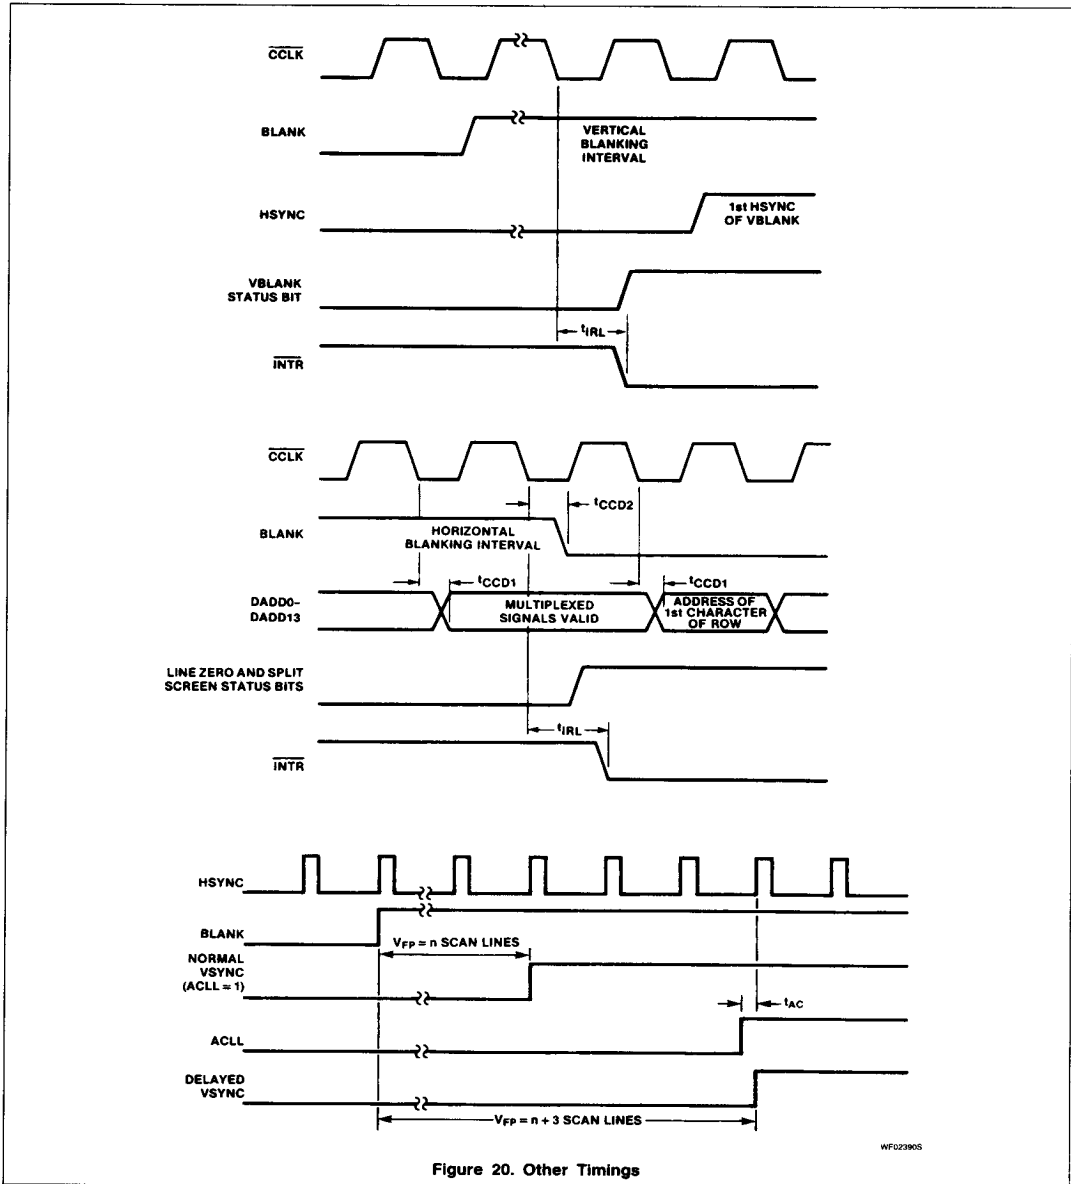 CCLK
BLANK
VERTICAL
BLANKING
INTERVAL
HSYNC
1st HSYNC
OF VBLANK
VBLANK
STATUS BIT
tIRL
INTR
CCLK
tCCD2
BLANK
HORIZONTAL
BLANKING INTERVAL
tCCD1
tCCD1
DADD0–
DADD13
MULTIPLEXED
SIGNALS VALID
ADDRESS OF
1st CHARACTER
OF ROW
LINE ZERO AND SPLIT
SCREEN STATUS BITS
tIRL
INTR
HSYNC
BLANK
VFP = n SCAN LINES
NORMAL
VSYNC
(ACLL = 1)
tAC
ACLL
DELAYED
VSYNC
VFP = n + 3 SCAN LINES
WF02390S
Figure 20. Other Timings